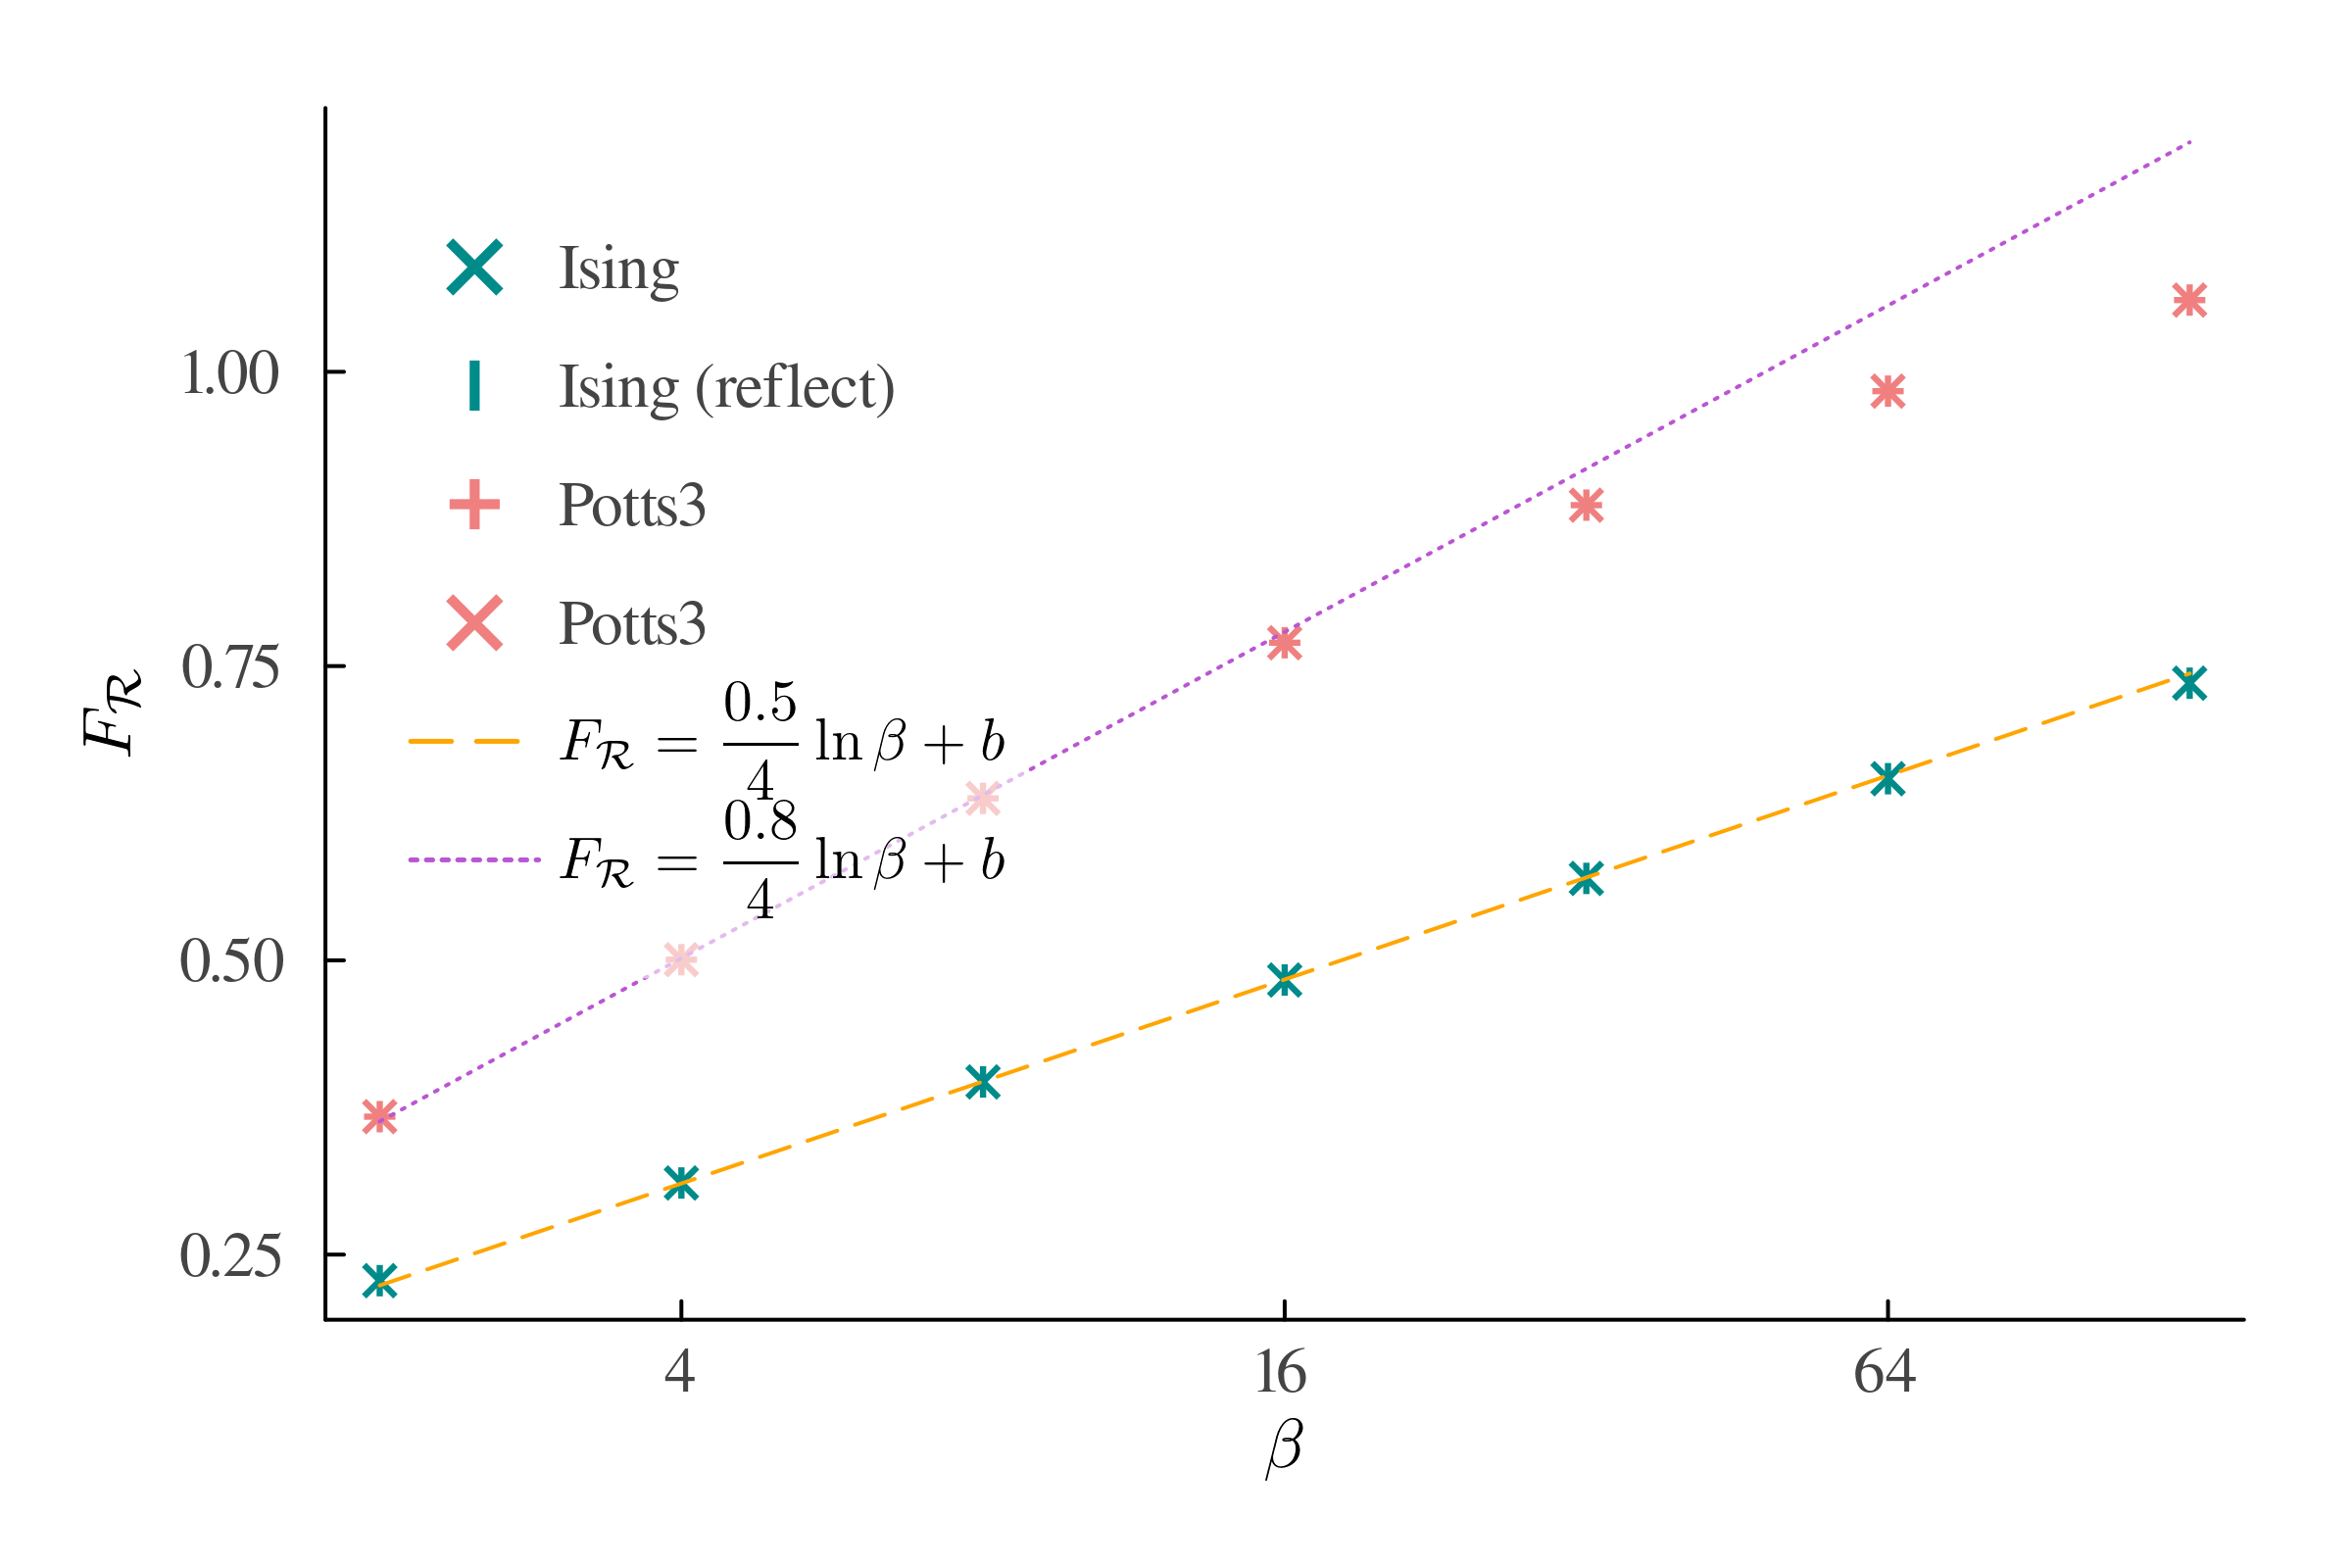 Ising
Ising (reflect)
Potts3
Potts3
F_ℛ = 0.5/4 ln β + b
F_ℛ = 0.8/4 ln β + b
1.00
0.75
0.50
0.25
F_ℛ
4 16 64
β